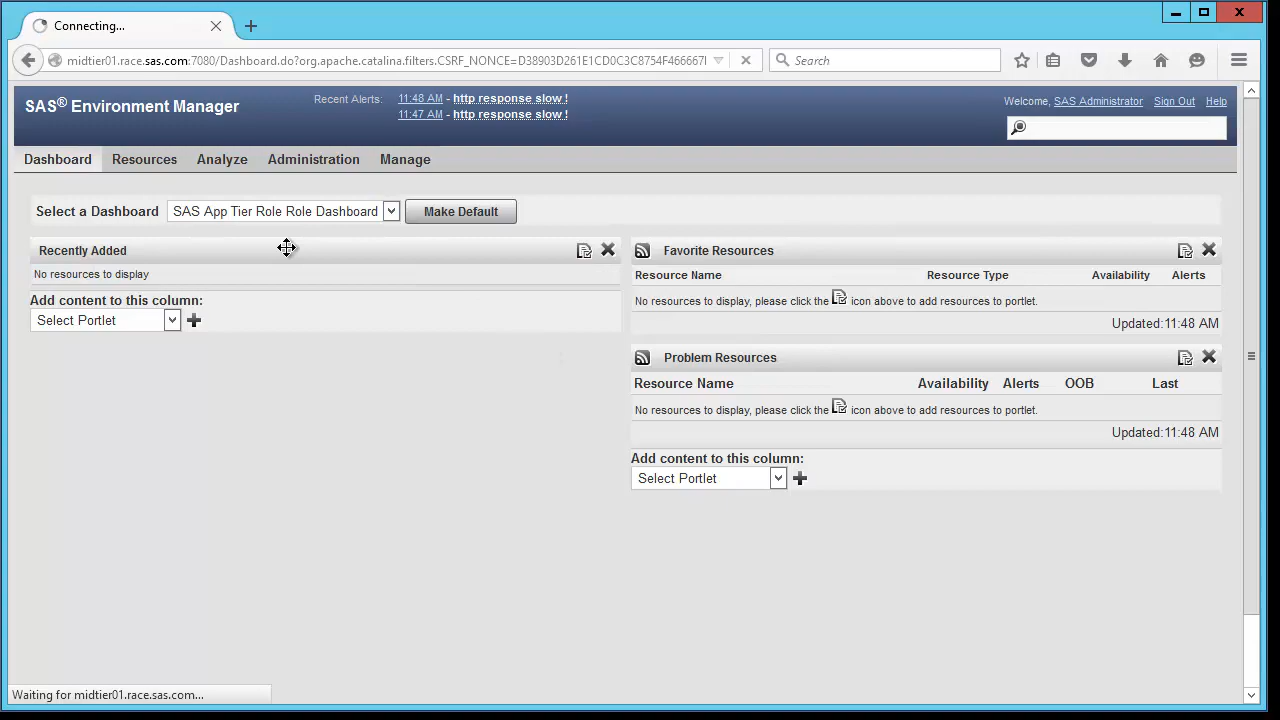 Connecting...
midtier01.race.sas.com:7080/Dashboard.do?org.apache.catalina.filters.CSRF_NONCE=
Search
SAS® Environment Manager
Recent Alerts: 11:48 AM - http response slow !
11:47 AM - http response slow !
Welcome, SAS Administrator Sign Out Help
Dashboard Resources Analyze Administration Manage
Select a Dashboard SAS App Tier Role Role Dashboard Make Default
Recently Added
No resources to display
Add content to this column:
Select Portlet
Favorite Resources
Resource Name Resource Type Availability Alerts
No resources to display, please click the icon above to add resources to portlet.
Updated:11:48 AM
Problem Resources
Resource Name Availability Alerts OOB Last
No resources to display, please click the icon above to add resources to portlet.
Updated:11:48 AM
Add content to this column:
Select Portlet
Waiting for midtier01.race.sas.com...